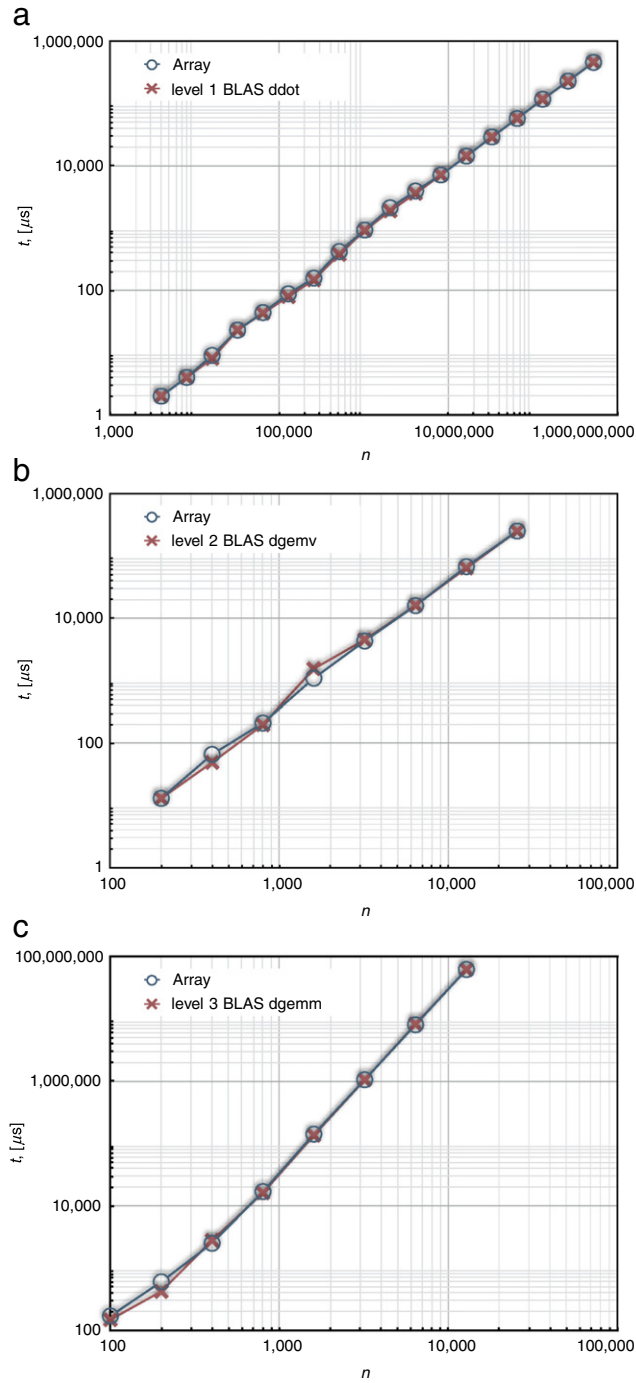 a
1,000,000
Array
level 1 BLAS ddot
10,000
t, [µs]
100
1
1,000
100,000
10,000,000
1,000,000,000
n
b
1,000,000
Array
level 2 BLAS dgemv
10,000
t, [µs]
100
1
100
1,000
10,000
100,000
n
c
100,000,000
Array
level 3 BLAS dgemm
1,000,000
t, [µs]
10,000
100
100
1,000
10,000
100,000
n